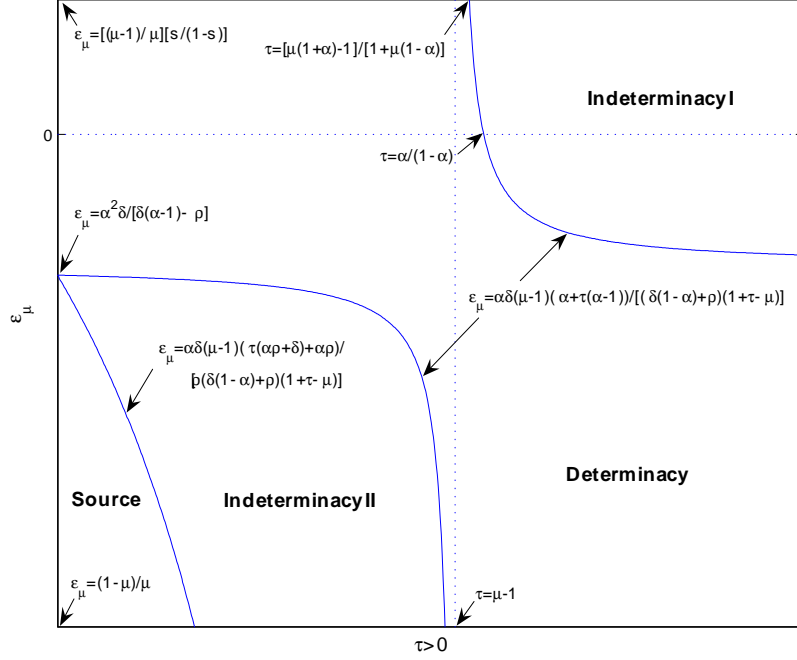 ε_μ=[(μ-1)/ μ][s/(1-s)]
τ=[μ(1+α)-1]/[1+μ(1-α)]
Indeterminacy I
0
τ=α/(1-α)
ε_μ=α²δ/[δ(α-1)- ρ]
ε_μ
ε_μ=αδ(μ-1)( α+τ(α-1))/[( δ(1-α)+ρ)(1+τ- μ)]
ε_μ=αδ(μ-1)( τ(αρ+δ)+αρ)/
[ρ(δ(1-α)+ρ)(1+τ- μ)]
Determinacy
Source
Indeterminacy II
ε_μ=(1-μ)/μ
τ=μ-1
τ>0